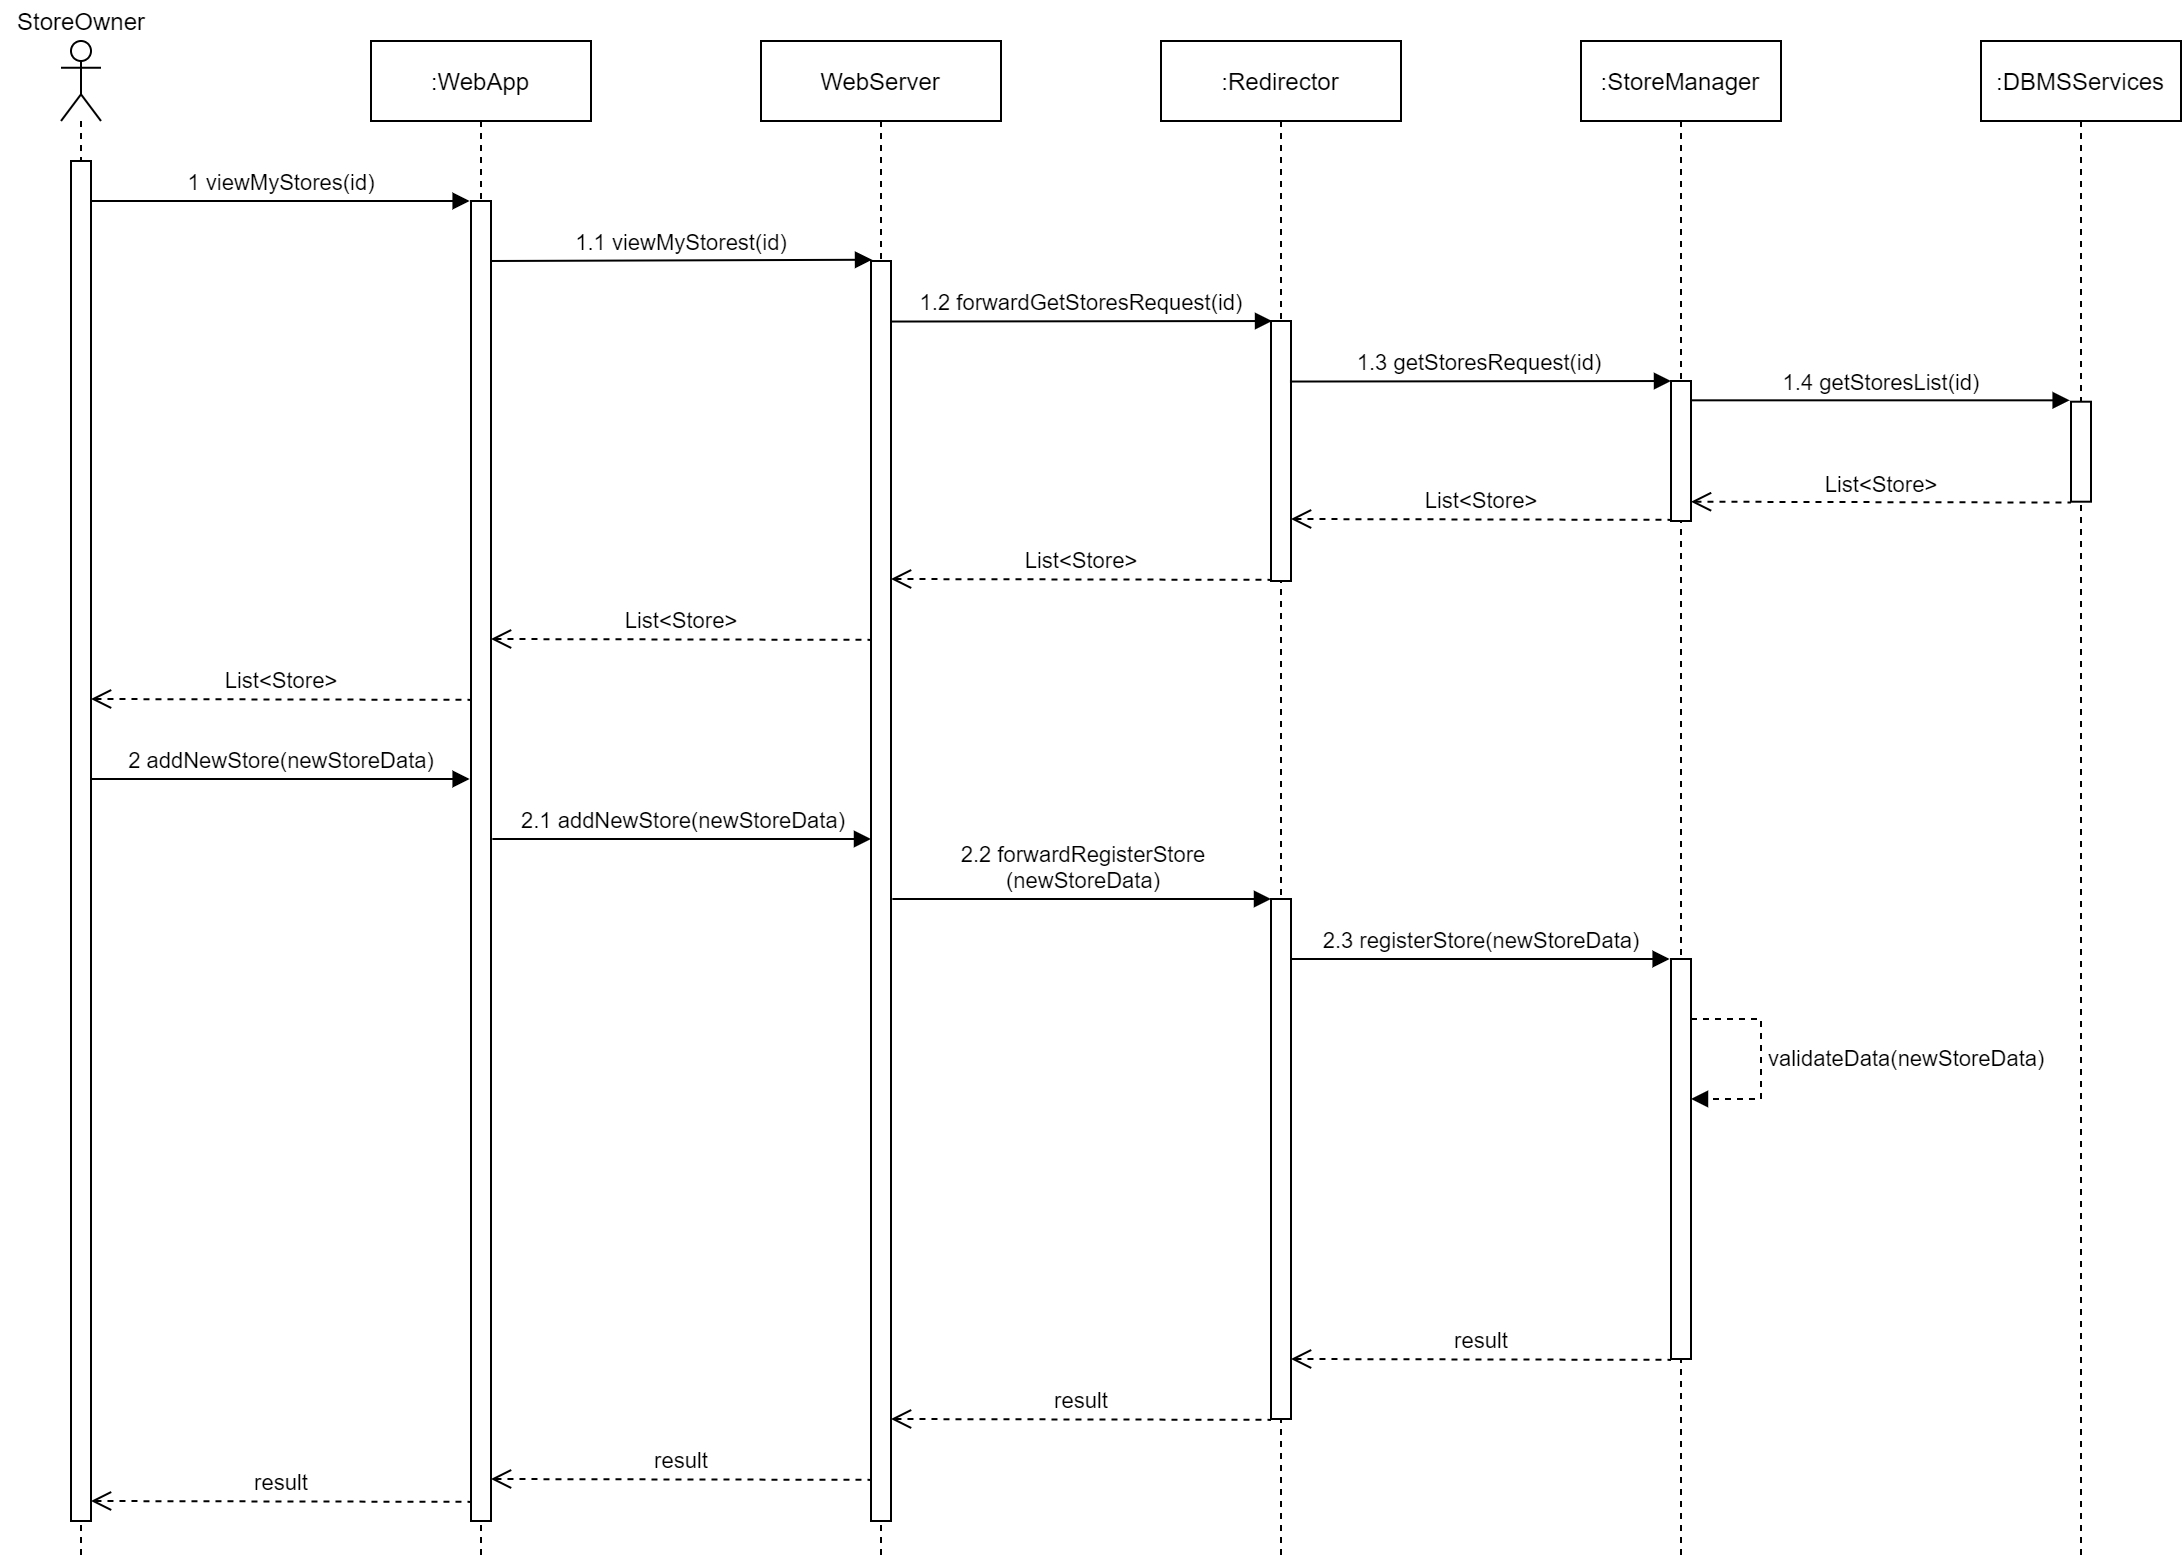 StoreOwner
:WebApp
WebServer
:Redirector
:StoreManager
:DBMSServices
1 viewMyStores(id)
1.1 viewMyStorest(id)
1.2 forwardGetStoresRequest(id)
1.3 getStoresRequest(id)
1.4 getStoresList(id)
List<Store>
List<Store>
List<Store>
List<Store>
List<Store>
2 addNewStore(newStoreData)
2.1 addNewStore(newStoreData)
2.2 forwardRegisterStore
(newStoreData)
2.3 registerStore(newStoreData)
validateData(newStoreData)
result
result
result
result